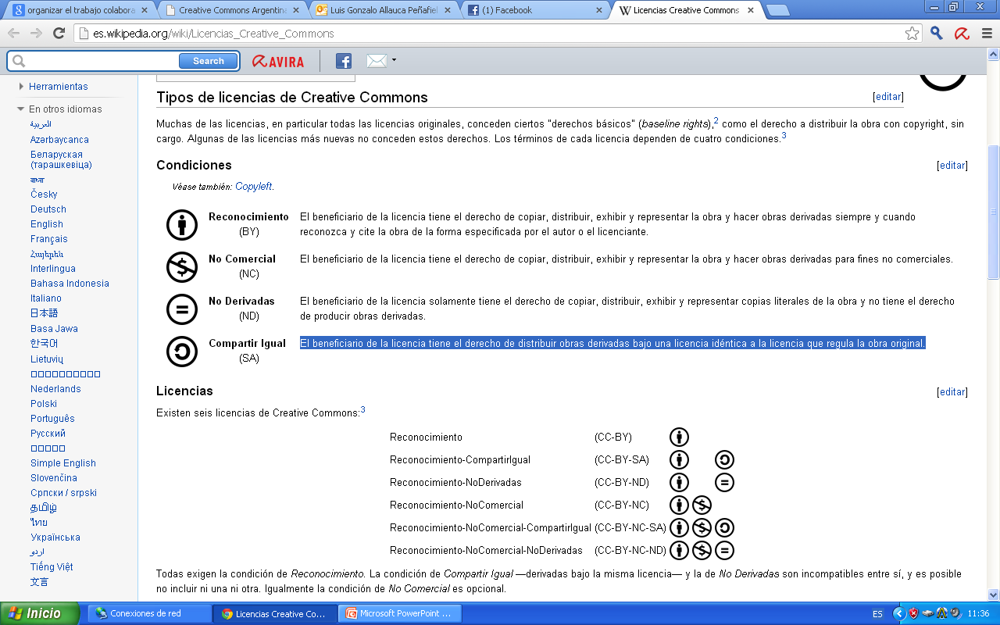 organizar el trabajo colabora
Creative Commons Argentina
Luis Gonzalo Allauca Peñafiel
(1) Facebook
Licencias Creative Commons
es.wikipedia.org/wiki/Licencias_Creative_Commons
Search
AVIRA
Herramientas
En otros idiomas
العربية
Azərbaycanca
Беларуская
(тарашкевіца)
বাংলা
Česky
Deutsch
English
Français
Հայերեն
Interlingua
Bahasa Indonesia
Italiano
日本語
Basa Jawa
한국어
Lietuvių
Nederlands
Polski
Português
Русский
Simple English
Slovenčina
Српски / srpski
தமிழ்
ไทย
Українська
اردو
Tiếng Việt
文言
Tipos de licencias de Creative Commons [editar]
Muchas de las licencias, en particular todas las licencias originales, conceden ciertos "derechos básicos" (baseline rights),2 como el derecho a distribuir la obra con copyright, sin
cargo. Algunas de las licencias más nuevas no conceden estos derechos. Los términos de cada licencia dependen de cuatro condiciones.3
Condiciones [editar]
Véase también: Copyleft.
Reconocimiento
(BY)
El beneficiario de la licencia tiene el derecho de copiar, distribuir, exhibir y representar la obra y hacer obras derivadas siempre y cuando
reconozca y cite la obra de la forma especificada por el autor o el licenciante.
No Comercial
(NC)
El beneficiario de la licencia tiene el derecho de copiar, distribuir, exhibir y representar la obra y hacer obras derivadas para fines no comerciales.
No Derivadas
(ND)
El beneficiario de la licencia solamente tiene el derecho de copiar, distribuir, exhibir y representar copias literales de la obra y no tiene el derecho
de producir obras derivadas.
Compartir Igual
(SA)
El beneficiario de la licencia tiene el derecho de distribuir obras derivadas bajo una licencia idéntica a la licencia que regula la obra original.
Licencias [editar]
Existen seis licencias de Creative Commons:3
Reconocimiento (CC-BY)
Reconocimiento-CompartirIgual (CC-BY-SA)
Reconocimiento-NoDerivadas (CC-BY-ND)
Reconocimiento-NoComercial (CC-BY-NC)
Reconocimiento-NoComercial-CompartirIgual (CC-BY-NC-SA)
Reconocimiento-NoComercial-NoDerivadas (CC-BY-NC-ND)
Todas exigen la condición de Reconocimiento. La condición de Compartir Igual —derivadas bajo la misma licencia— y la de No Derivadas son incompatibles entre sí, y es posible
no incluir ni una ni otra. Igualmente la condición de No Comercial es opcional.
Inicio
Conexiones de red
Licencias Creative Co...
Microsoft PowerPoint ...
ES
11:36